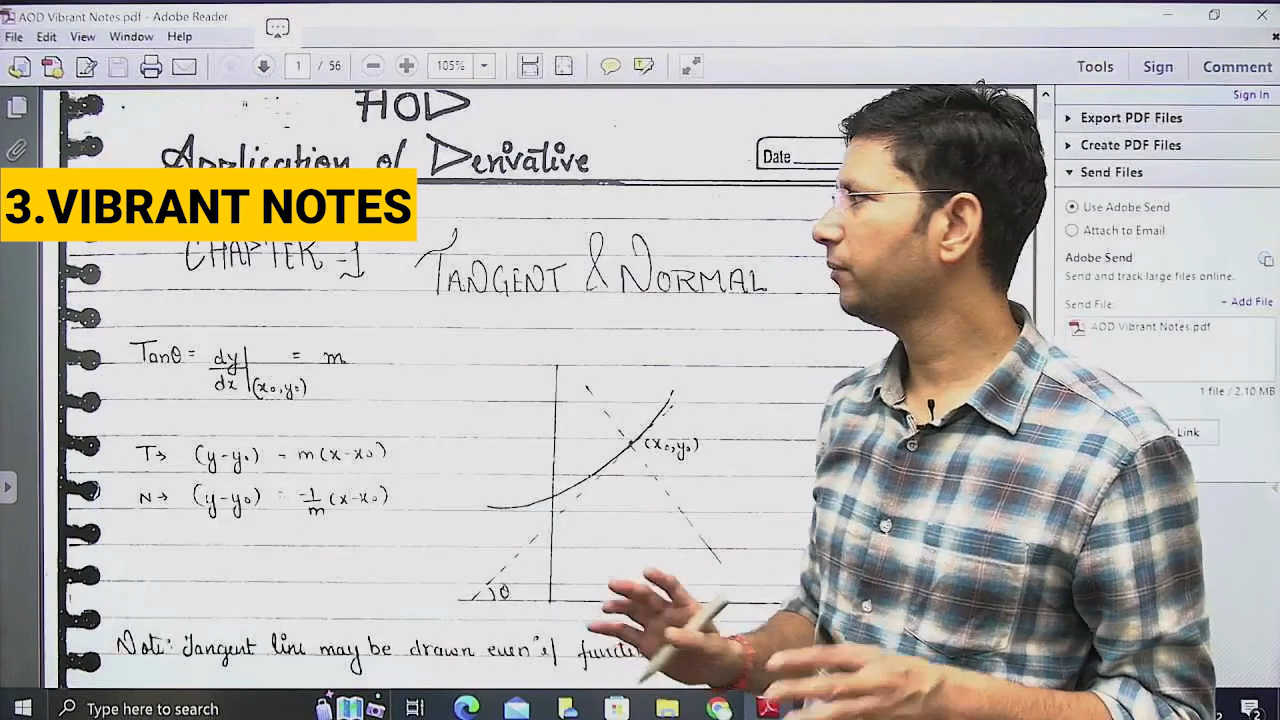 AOD Vibrant Notes.pdf - Adobe Reader
File Edit View Window Help
1 / 56 105% Tools Sign Comment
Sign In
Export PDF Files
Create PDF Files
Send Files
Use Adobe Send
Attach to Email
Adobe Send
Send and track large files online.
Send File:
+ Add File
AOD Vibrant Notes.pdf
1 file / 2.10 MB
Link
AOD
Application of Derivative
Date
3.VIBRANT NOTES
CHAPTER-1 TANGENT & NORMAL
Tanθ = dy/dx|(x₀,y₀) = m
T→ (y-y₀) = m(x-x₀)
N→ (y-y₀) = -1/m (x-x₀)
(x₀,y₀)
θ
Note: Tangent line may be drawn even if
Type here to search
2